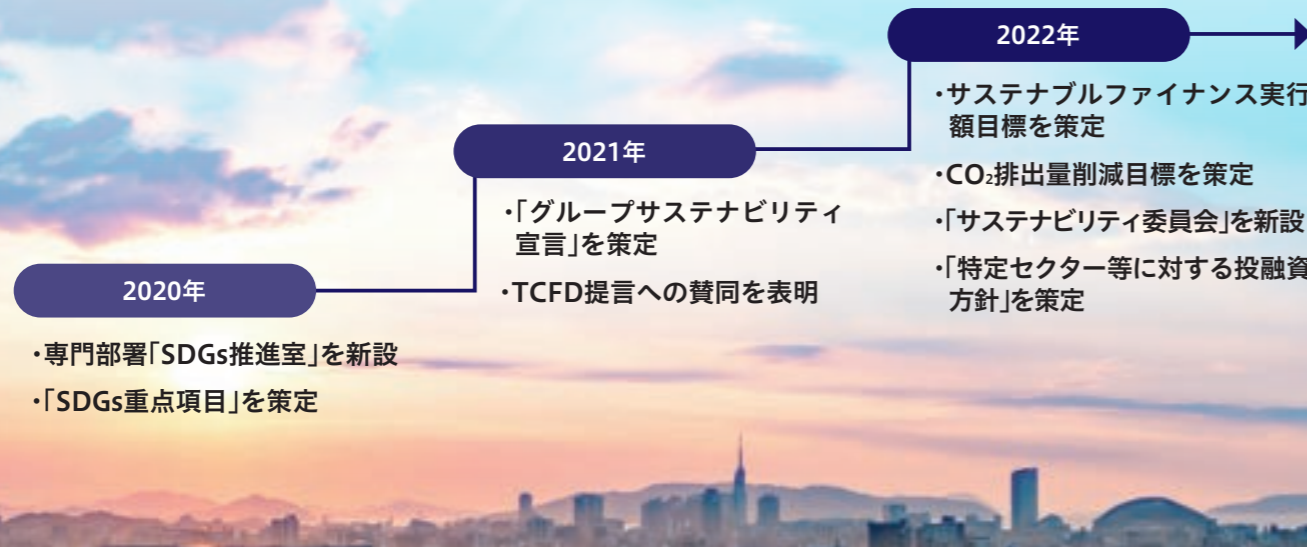 2020年
・専門部署「SDGs推進室」を新設
・「SDGs重点項目」を策定
2021年
・「グループサステナビリティ
宣言」を策定
・TCFD提言への賛同を表明
2022年
・サステナブルファイナンス実行
額目標を策定
・CO₂排出量削減目標を策定
・「サステナビリティ委員会」を新設
・「特定セクター等に対する投融資
方針」を策定